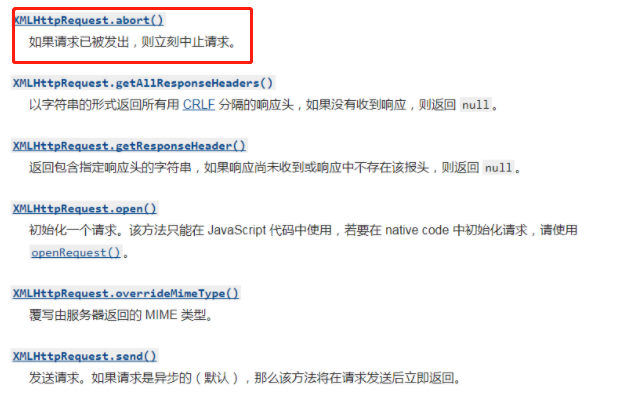 XMLHttpRequest.abort()
如果请求已被发出，则立刻中止请求。
XMLHttpRequest.getAllResponseHeaders()
以字符串的形式返回所有用 CRLF 分隔的响应头，如果没有收到响应，则返回 null。
XMLHttpRequest.getResponseHeader()
返回包含指定响应头的字符串，如果响应尚未收到或响应中不存在该报头，则返回 null。
XMLHttpRequest.open()
初始化一个请求。该方法只能在 JavaScript 代码中使用，若要在 native code 中初始化请求，请使用
openRequest()。
XMLHttpRequest.overrideMimeType()
覆写由服务器返回的 MIME 类型。
XMLHttpRequest.send()
发送请求。如果请求是异步的（默认），那么该方法将在请求发送后立即返回。